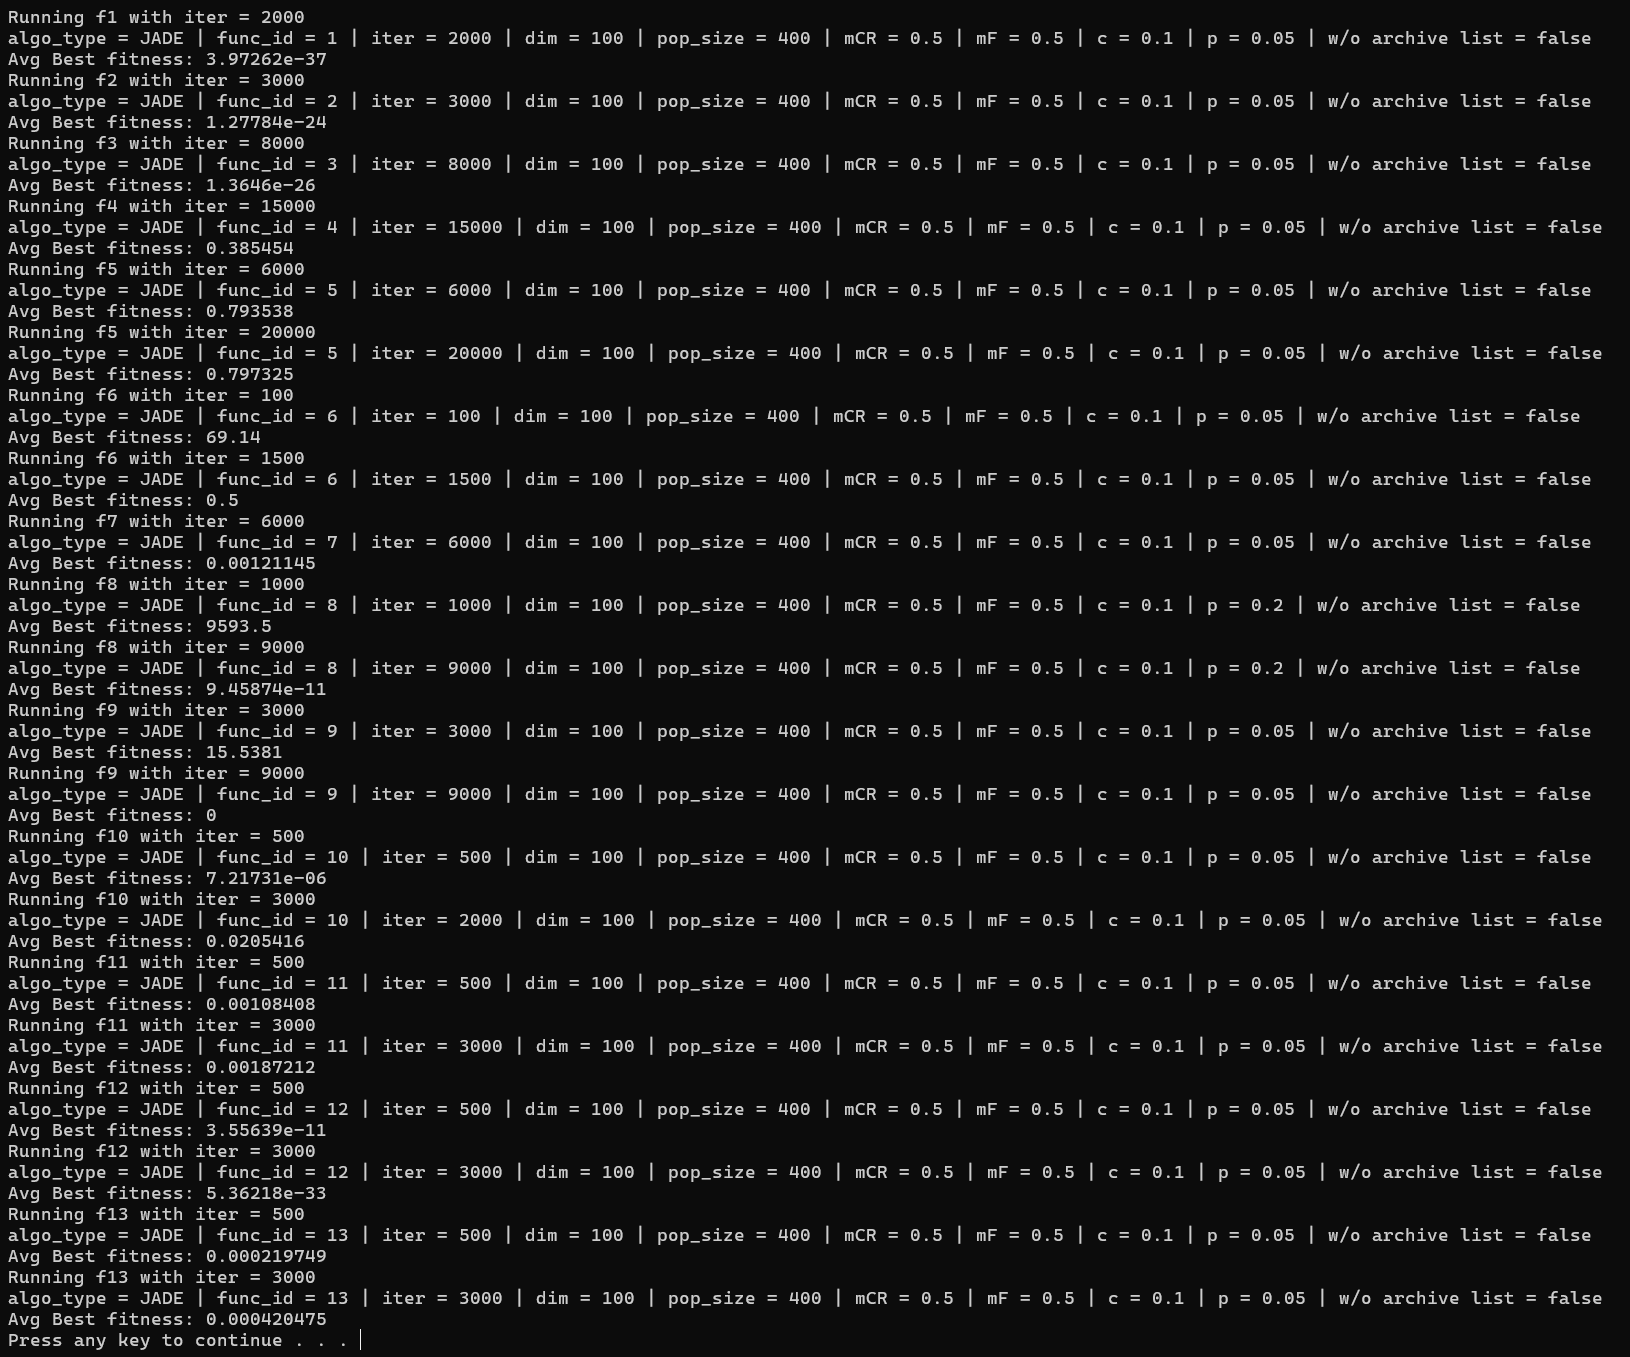 Running f1 with iter = 2000
algo_type = JADE | func_id = 1 | iter = 2000 | dim = 100 | pop_size = 400 | mCR = 0.5 | mF = 0.5 | c = 0.1 | p = 0.05 | w/o archive list = false
Avg Best fitness: 3.97262e-37
Running f2 with iter = 3000
algo_type = JADE | func_id = 2 | iter = 3000 | dim = 100 | pop_size = 400 | mCR = 0.5 | mF = 0.5 | c = 0.1 | p = 0.05 | w/o archive list = false
Avg Best fitness: 1.27784e-24
Running f3 with iter = 8000
algo_type = JADE | func_id = 3 | iter = 8000 | dim = 100 | pop_size = 400 | mCR = 0.5 | mF = 0.5 | c = 0.1 | p = 0.05 | w/o archive list = false
Avg Best fitness: 1.3646e-26
Running f4 with iter = 15000
algo_type = JADE | func_id = 4 | iter = 15000 | dim = 100 | pop_size = 400 | mCR = 0.5 | mF = 0.5 | c = 0.1 | p = 0.05 | w/o archive list = false
Avg Best fitness: 0.385454
Running f5 with iter = 6000
algo_type = JADE | func_id = 5 | iter = 6000 | dim = 100 | pop_size = 400 | mCR = 0.5 | mF = 0.5 | c = 0.1 | p = 0.05 | w/o archive list = false
Avg Best fitness: 0.793538
Running f5 with iter = 20000
algo_type = JADE | func_id = 5 | iter = 20000 | dim = 100 | pop_size = 400 | mCR = 0.5 | mF = 0.5 | c = 0.1 | p = 0.05 | w/o archive list = false
Avg Best fitness: 0.797325
Running f6 with iter = 100
algo_type = JADE | func_id = 6 | iter = 100 | dim = 100 | pop_size = 400 | mCR = 0.5 | mF = 0.5 | c = 0.1 | p = 0.05 | w/o archive list = false
Avg Best fitness: 69.14
Running f6 with iter = 1500
algo_type = JADE | func_id = 6 | iter = 1500 | dim = 100 | pop_size = 400 | mCR = 0.5 | mF = 0.5 | c = 0.1 | p = 0.05 | w/o archive list = false
Avg Best fitness: 0.5
Running f7 with iter = 6000
algo_type = JADE | func_id = 7 | iter = 6000 | dim = 100 | pop_size = 400 | mCR = 0.5 | mF = 0.5 | c = 0.1 | p = 0.05 | w/o archive list = false
Avg Best fitness: 0.00121145
Running f8 with iter = 1000
algo_type = JADE | func_id = 8 | iter = 1000 | dim = 100 | pop_size = 400 | mCR = 0.5 | mF = 0.5 | c = 0.1 | p = 0.2 | w/o archive list = false
Avg Best fitness: 9593.5
Running f8 with iter = 9000
algo_type = JADE | func_id = 8 | iter = 9000 | dim = 100 | pop_size = 400 | mCR = 0.5 | mF = 0.5 | c = 0.1 | p = 0.2 | w/o archive list = false
Avg Best fitness: 9.45874e-11
Running f9 with iter = 3000
algo_type = JADE | func_id = 9 | iter = 3000 | dim = 100 | pop_size = 400 | mCR = 0.5 | mF = 0.5 | c = 0.1 | p = 0.05 | w/o archive list = false
Avg Best fitness: 15.5381
Running f9 with iter = 9000
algo_type = JADE | func_id = 9 | iter = 9000 | dim = 100 | pop_size = 400 | mCR = 0.5 | mF = 0.5 | c = 0.1 | p = 0.05 | w/o archive list = false
Avg Best fitness: 0
Running f10 with iter = 500
algo_type = JADE | func_id = 10 | iter = 500 | dim = 100 | pop_size = 400 | mCR = 0.5 | mF = 0.5 | c = 0.1 | p = 0.05 | w/o archive list = false
Avg Best fitness: 7.21731e-06
Running f10 with iter = 3000
algo_type = JADE | func_id = 10 | iter = 2000 | dim = 100 | pop_size = 400 | mCR = 0.5 | mF = 0.5 | c = 0.1 | p = 0.05 | w/o archive list = false
Avg Best fitness: 0.0205416
Running f11 with iter = 500
algo_type = JADE | func_id = 11 | iter = 500 | dim = 100 | pop_size = 400 | mCR = 0.5 | mF = 0.5 | c = 0.1 | p = 0.05 | w/o archive list = false
Avg Best fitness: 0.00108408
Running f11 with iter = 3000
algo_type = JADE | func_id = 11 | iter = 3000 | dim = 100 | pop_size = 400 | mCR = 0.5 | mF = 0.5 | c = 0.1 | p = 0.05 | w/o archive list = false
Avg Best fitness: 0.00187212
Running f12 with iter = 500
algo_type = JADE | func_id = 12 | iter = 500 | dim = 100 | pop_size = 400 | mCR = 0.5 | mF = 0.5 | c = 0.1 | p = 0.05 | w/o archive list = false
Avg Best fitness: 3.55639e-11
Running f12 with iter = 3000
algo_type = JADE | func_id = 12 | iter = 3000 | dim = 100 | pop_size = 400 | mCR = 0.5 | mF = 0.5 | c = 0.1 | p = 0.05 | w/o archive list = false
Avg Best fitness: 5.36218e-33
Running f13 with iter = 500
algo_type = JADE | func_id = 13 | iter = 500 | dim = 100 | pop_size = 400 | mCR = 0.5 | mF = 0.5 | c = 0.1 | p = 0.05 | w/o archive list = false
Avg Best fitness: 0.000219749
Running f13 with iter = 3000
algo_type = JADE | func_id = 13 | iter = 3000 | dim = 100 | pop_size = 400 | mCR = 0.5 | mF = 0.5 | c = 0.1 | p = 0.05 | w/o archive list = false
Avg Best fitness: 0.000420475
Press any key to continue . . .